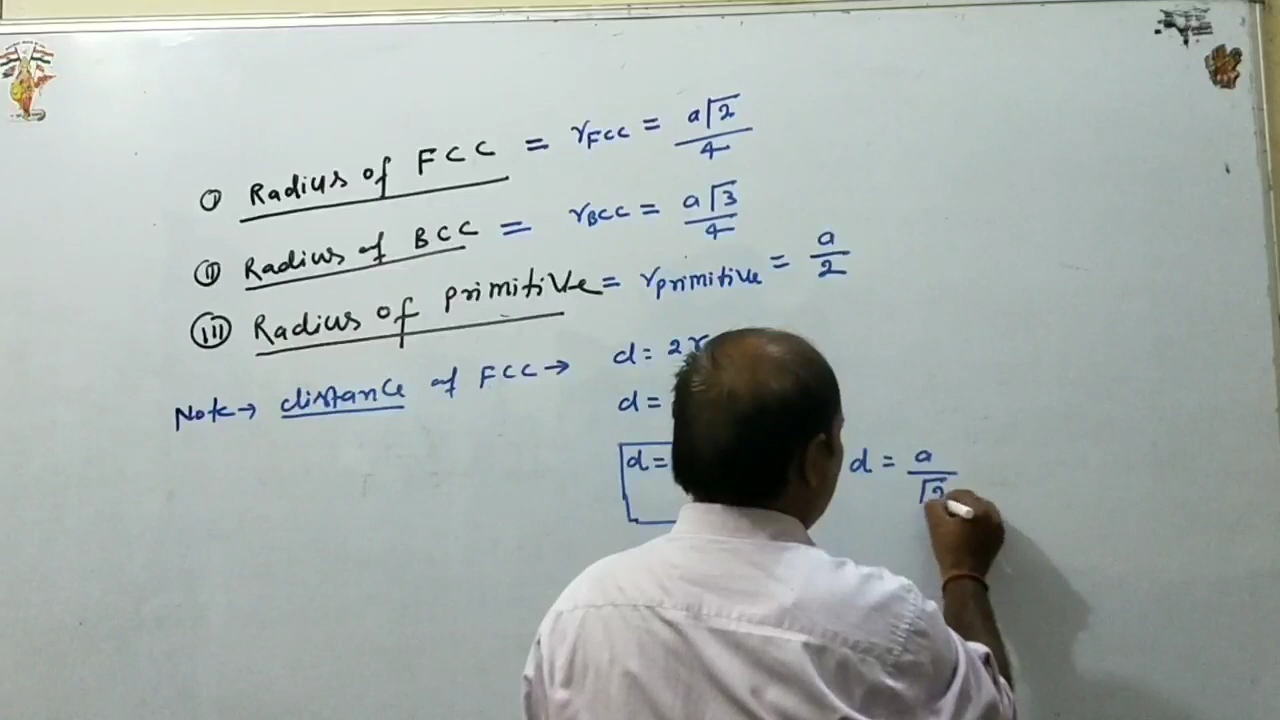 ① Radius of FCC = rFCC = a√2/4
② Radius of BCC = rBCC = a√3/4
(III) Radius of primitive = rprimitive = a/2
Note→ distance of FCC→ d = 2r
d =
d = d = a/√2